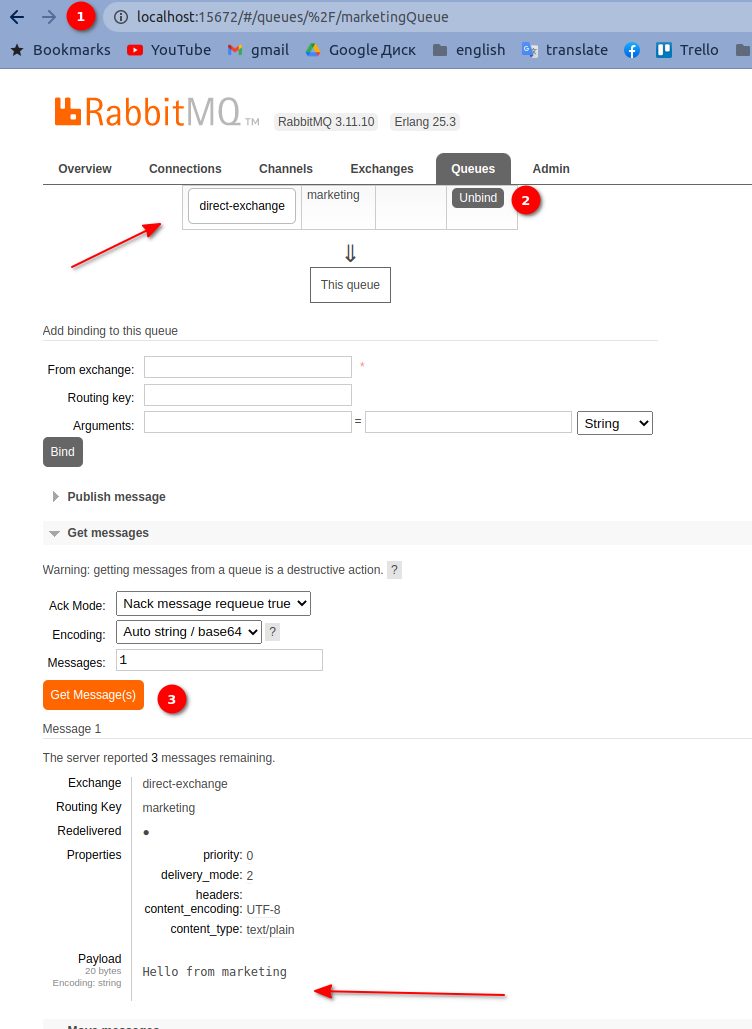 1
localhost:15672/#/queues/%2F/marketingQueue
Bookmarks YouTube gmail Google Диск english translate Trello
RabbitMQ TM RabbitMQ 3.11.10 Erlang 25.3
Overview Connections Channels Exchanges Queues Admin
direct-exchange marketing Unbind 2
⇓
This queue
Add binding to this queue
From exchange: *
Routing key:
Arguments: = String
Bind
Publish message
Get messages
Warning: getting messages from a queue is a destructive action. ?
Ack Mode: Nack message requeue true
Encoding: Auto string / base64 ?
Messages: 1
Get Message(s) 3
Message 1
The server reported 3 messages remaining.
Exchange direct-exchange
Routing Key marketing
Redelivered ●
Properties priority: 0
delivery_mode: 2
headers:
content_encoding: UTF-8
content_type: text/plain
Payload
20 bytes
Encoding: string
Hello from marketing
Move messages